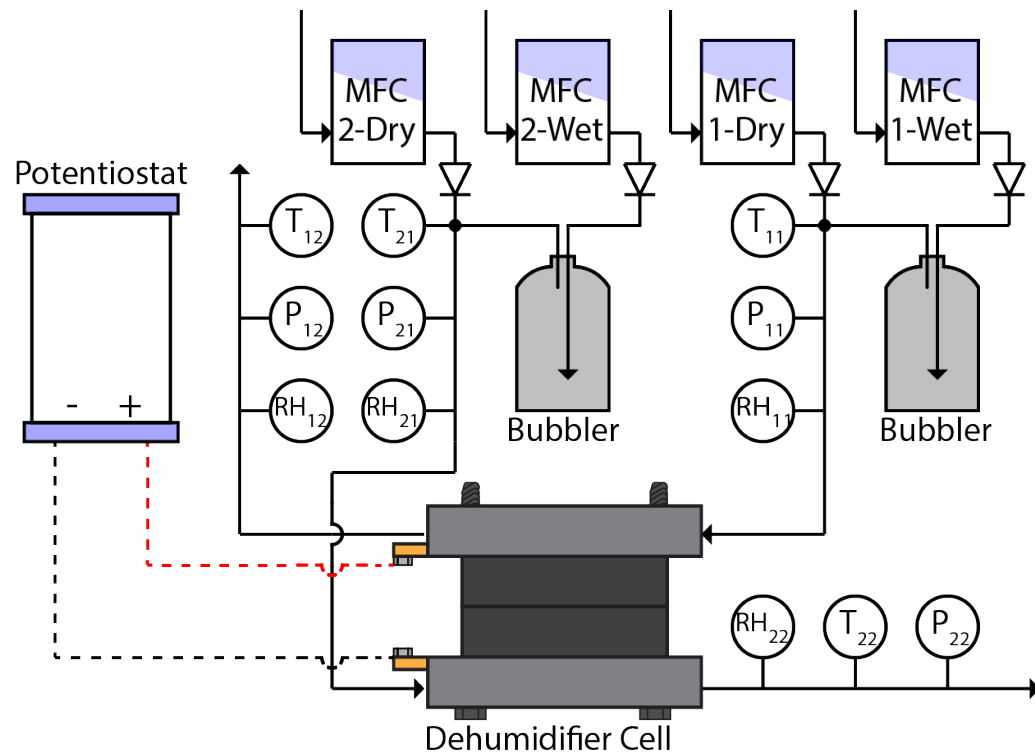 MFC
2-Dry
MFC
2-Wet
MFC
1-Dry
MFC
1-Wet
Potentiostat
T12
T21
T11
P12
P21
P11
RH12
RH21
RH11
- +
Bubbler
Bubbler
RH22
T22
P22
Dehumidifier Cell